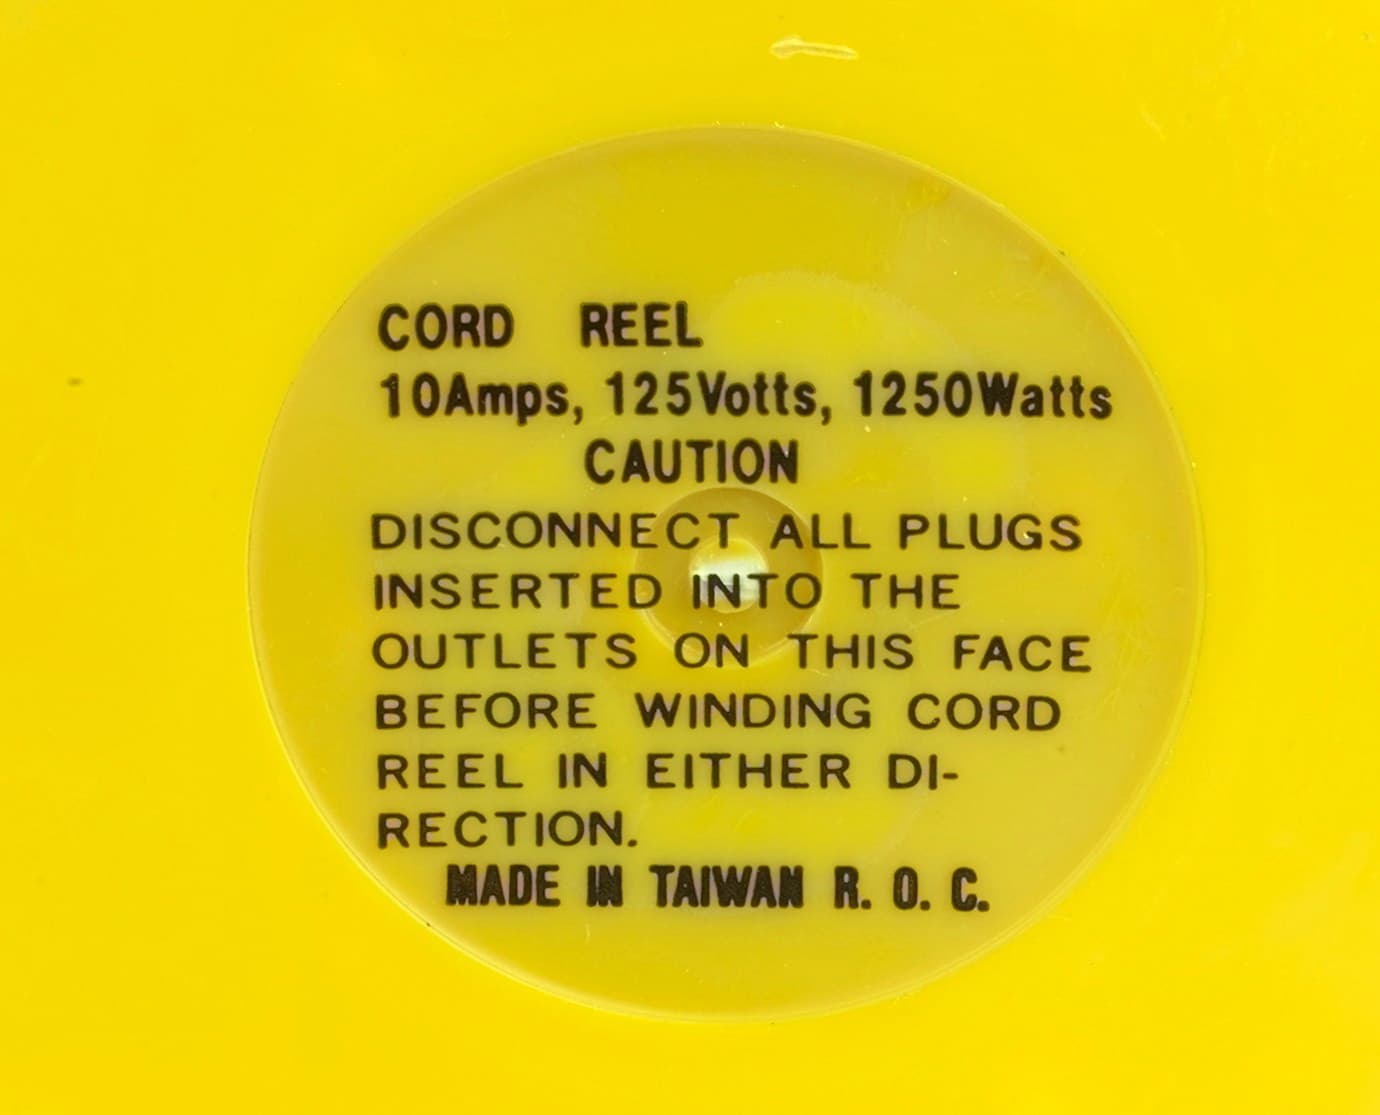 CORD REEL
10Amps, 125Votts, 1250Watts
CAUTION
DISCONNECT ALL PLUGS
INSERTED INTO THE
OUTLETS ON THIS FACE
BEFORE WINDING CORD
REEL IN EITHER DI-
RECTION.
MADE IN TAIWAN R. O. C.